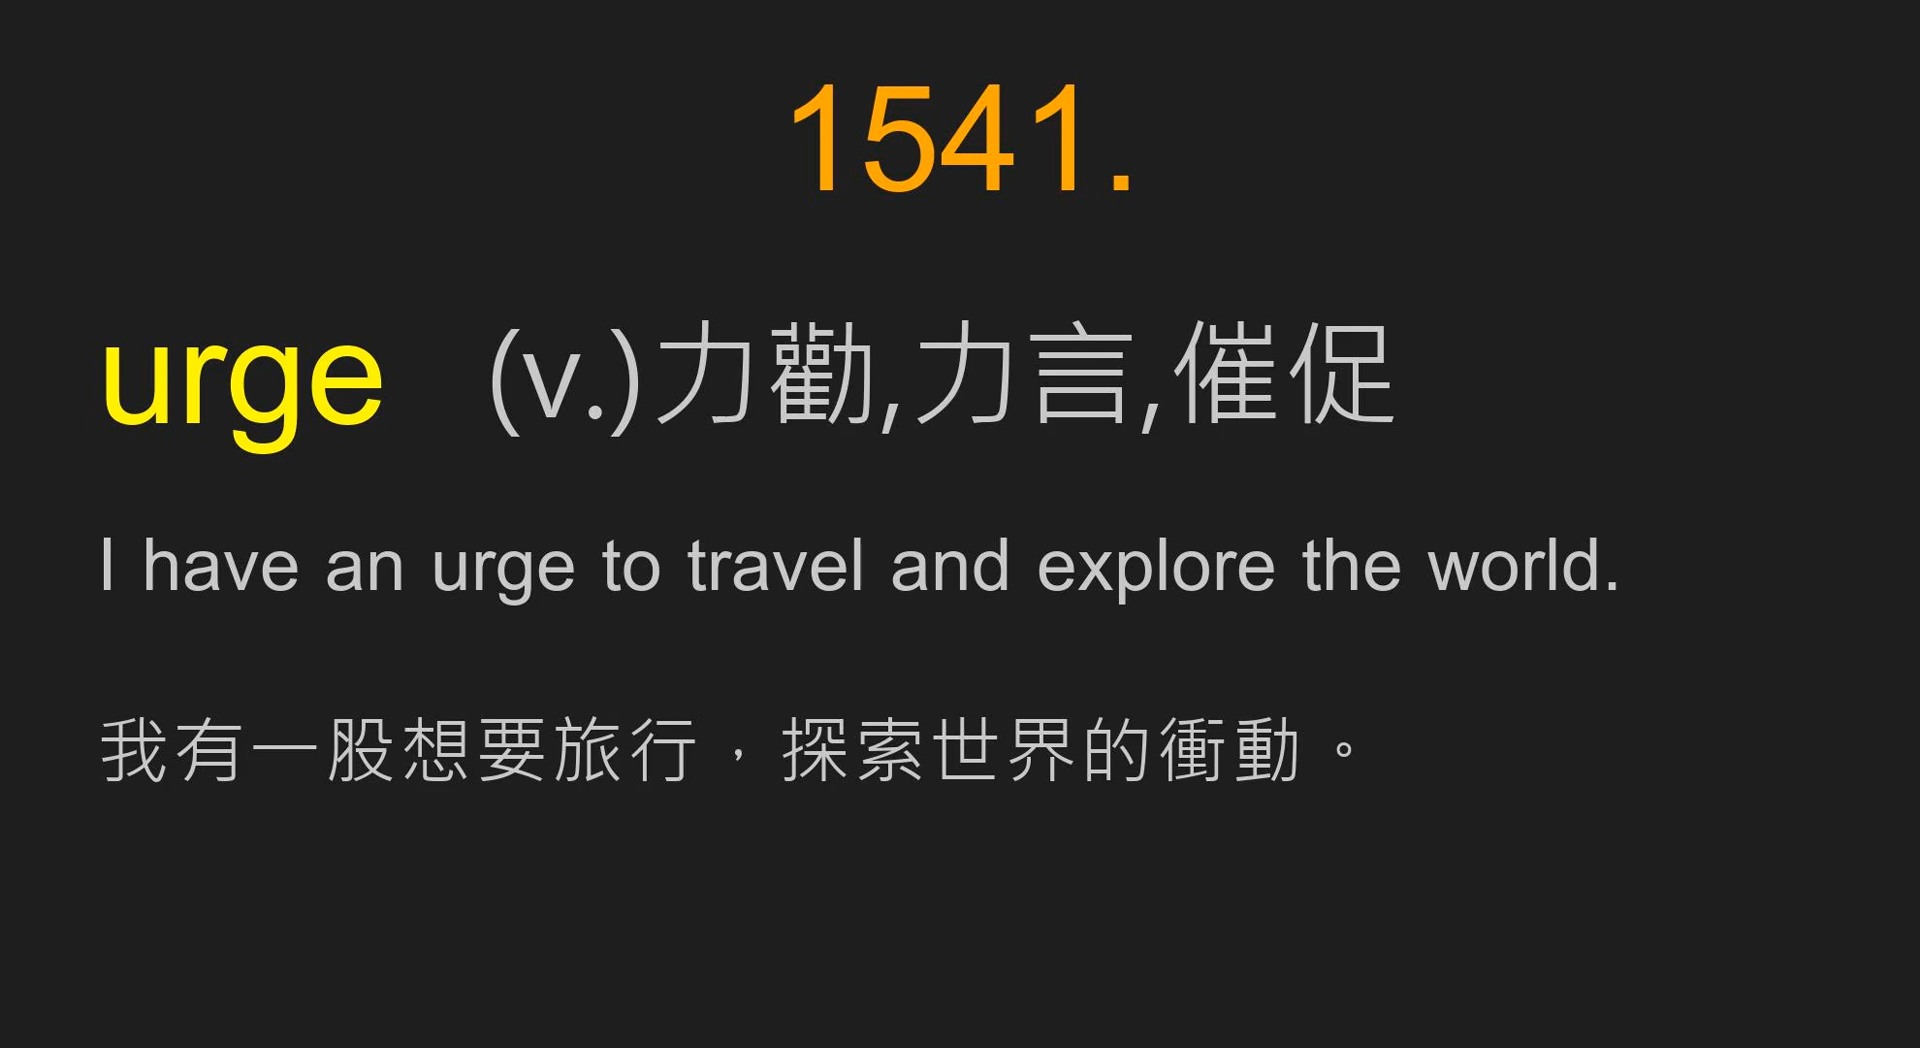 1541.
urge (v.)力勸,力言,催促
I have an urge to travel and explore the world.
我有一股想要旅行，探索世界的衝動。